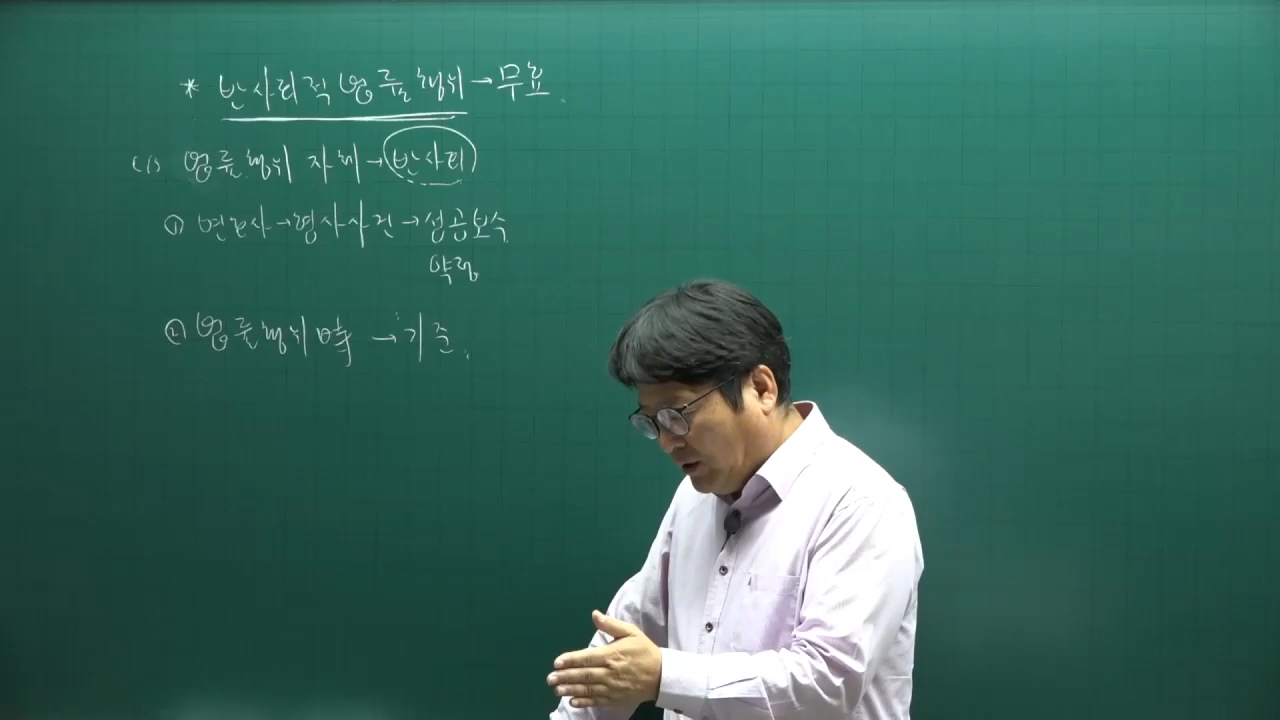 * 반사회적 법률행위→무효.
(1) 법률행위 자체→반사회
① 변호사→형사사건→성공보수
약정
② 법률행위 時 →기준.